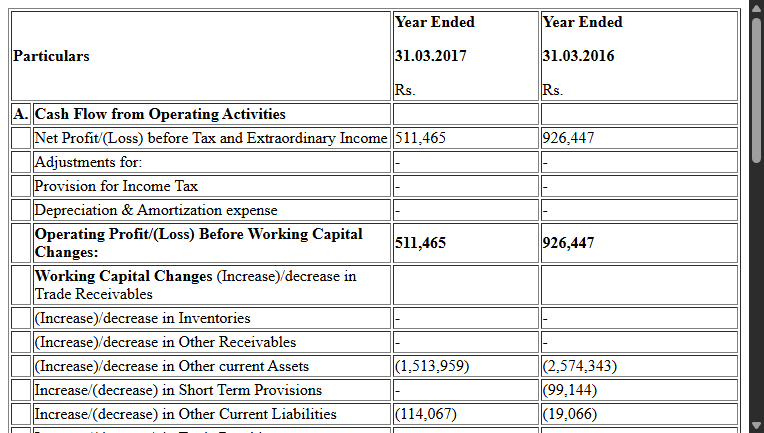 Particulars
Year Ended
31.03.2017
Rs.
Year Ended
31.03.2016
Rs.
A. Cash Flow from Operating Activities
Net Profit/(Loss) before Tax and Extraordinary Income 511,465 926,447
Adjustments for: - -
Provision for Income Tax - -
Depreciation & Amortization expense - -
Operating Profit/(Loss) Before Working Capital
Changes: 511,465 926,447
Working Capital Changes (Increase)/decrease in
Trade Receivables
(Increase)/decrease in Inventories - -
(Increase)/decrease in Other Receivables - -
(Increase)/decrease in Other current Assets (1,513,959) (2,574,343)
Increase/(decrease) in Short Term Provisions - (99,144)
Increase/(decrease) in Other Current Liabilities (114,067) (19,066)